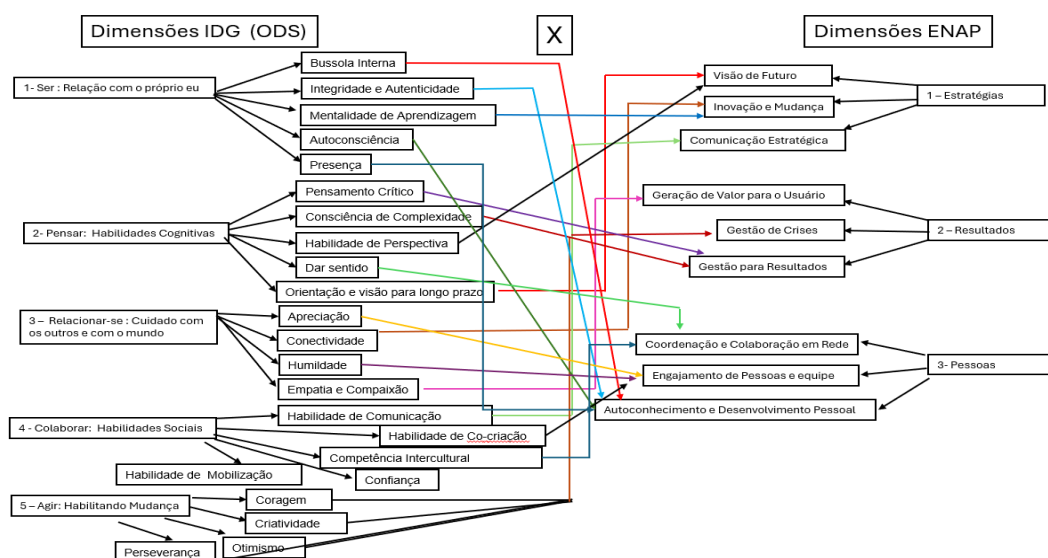 Dimensões IDG (ODS)
X
Dimensões ENAP
1- Ser : Relação com o próprio eu
Bussola Interna
Integridade e Autenticidade
Mentalidade de Aprendizagem
Autoconsciência
Presença
2- Pensar: Habilidades Cognitivas
Pensamento Crítico
Consciência de Complexidade
Habilidade de Perspectiva
Dar sentido
Orientação e visão para longo prazo
3 – Relacionar-se : Cuidado com
os outros e com o mundo
Apreciação
Conectividade
Humildade
Empatia e Compaixão
4 - Colaborar: Habilidades Sociais
Habilidade de Comunicação
Habilidade de Co-criação
Competência Intercultural
Confiança
Habilidade de Mobilização
5 – Agir: Habilitando Mudança
Coragem
Criatividade
Otimismo
Perseverança
Visão de Futuro
Inovação e Mudança
Comunicação Estratégica
1 – Estratégias
Geração de Valor para o Usuário
Gestão de Crises
Gestão para Resultados
2 – Resultados
Coordenação e Colaboração em Rede
Engajamento de Pessoas e equipe
Autoconhecimento e Desenvolvimento Pessoal
3- Pessoas